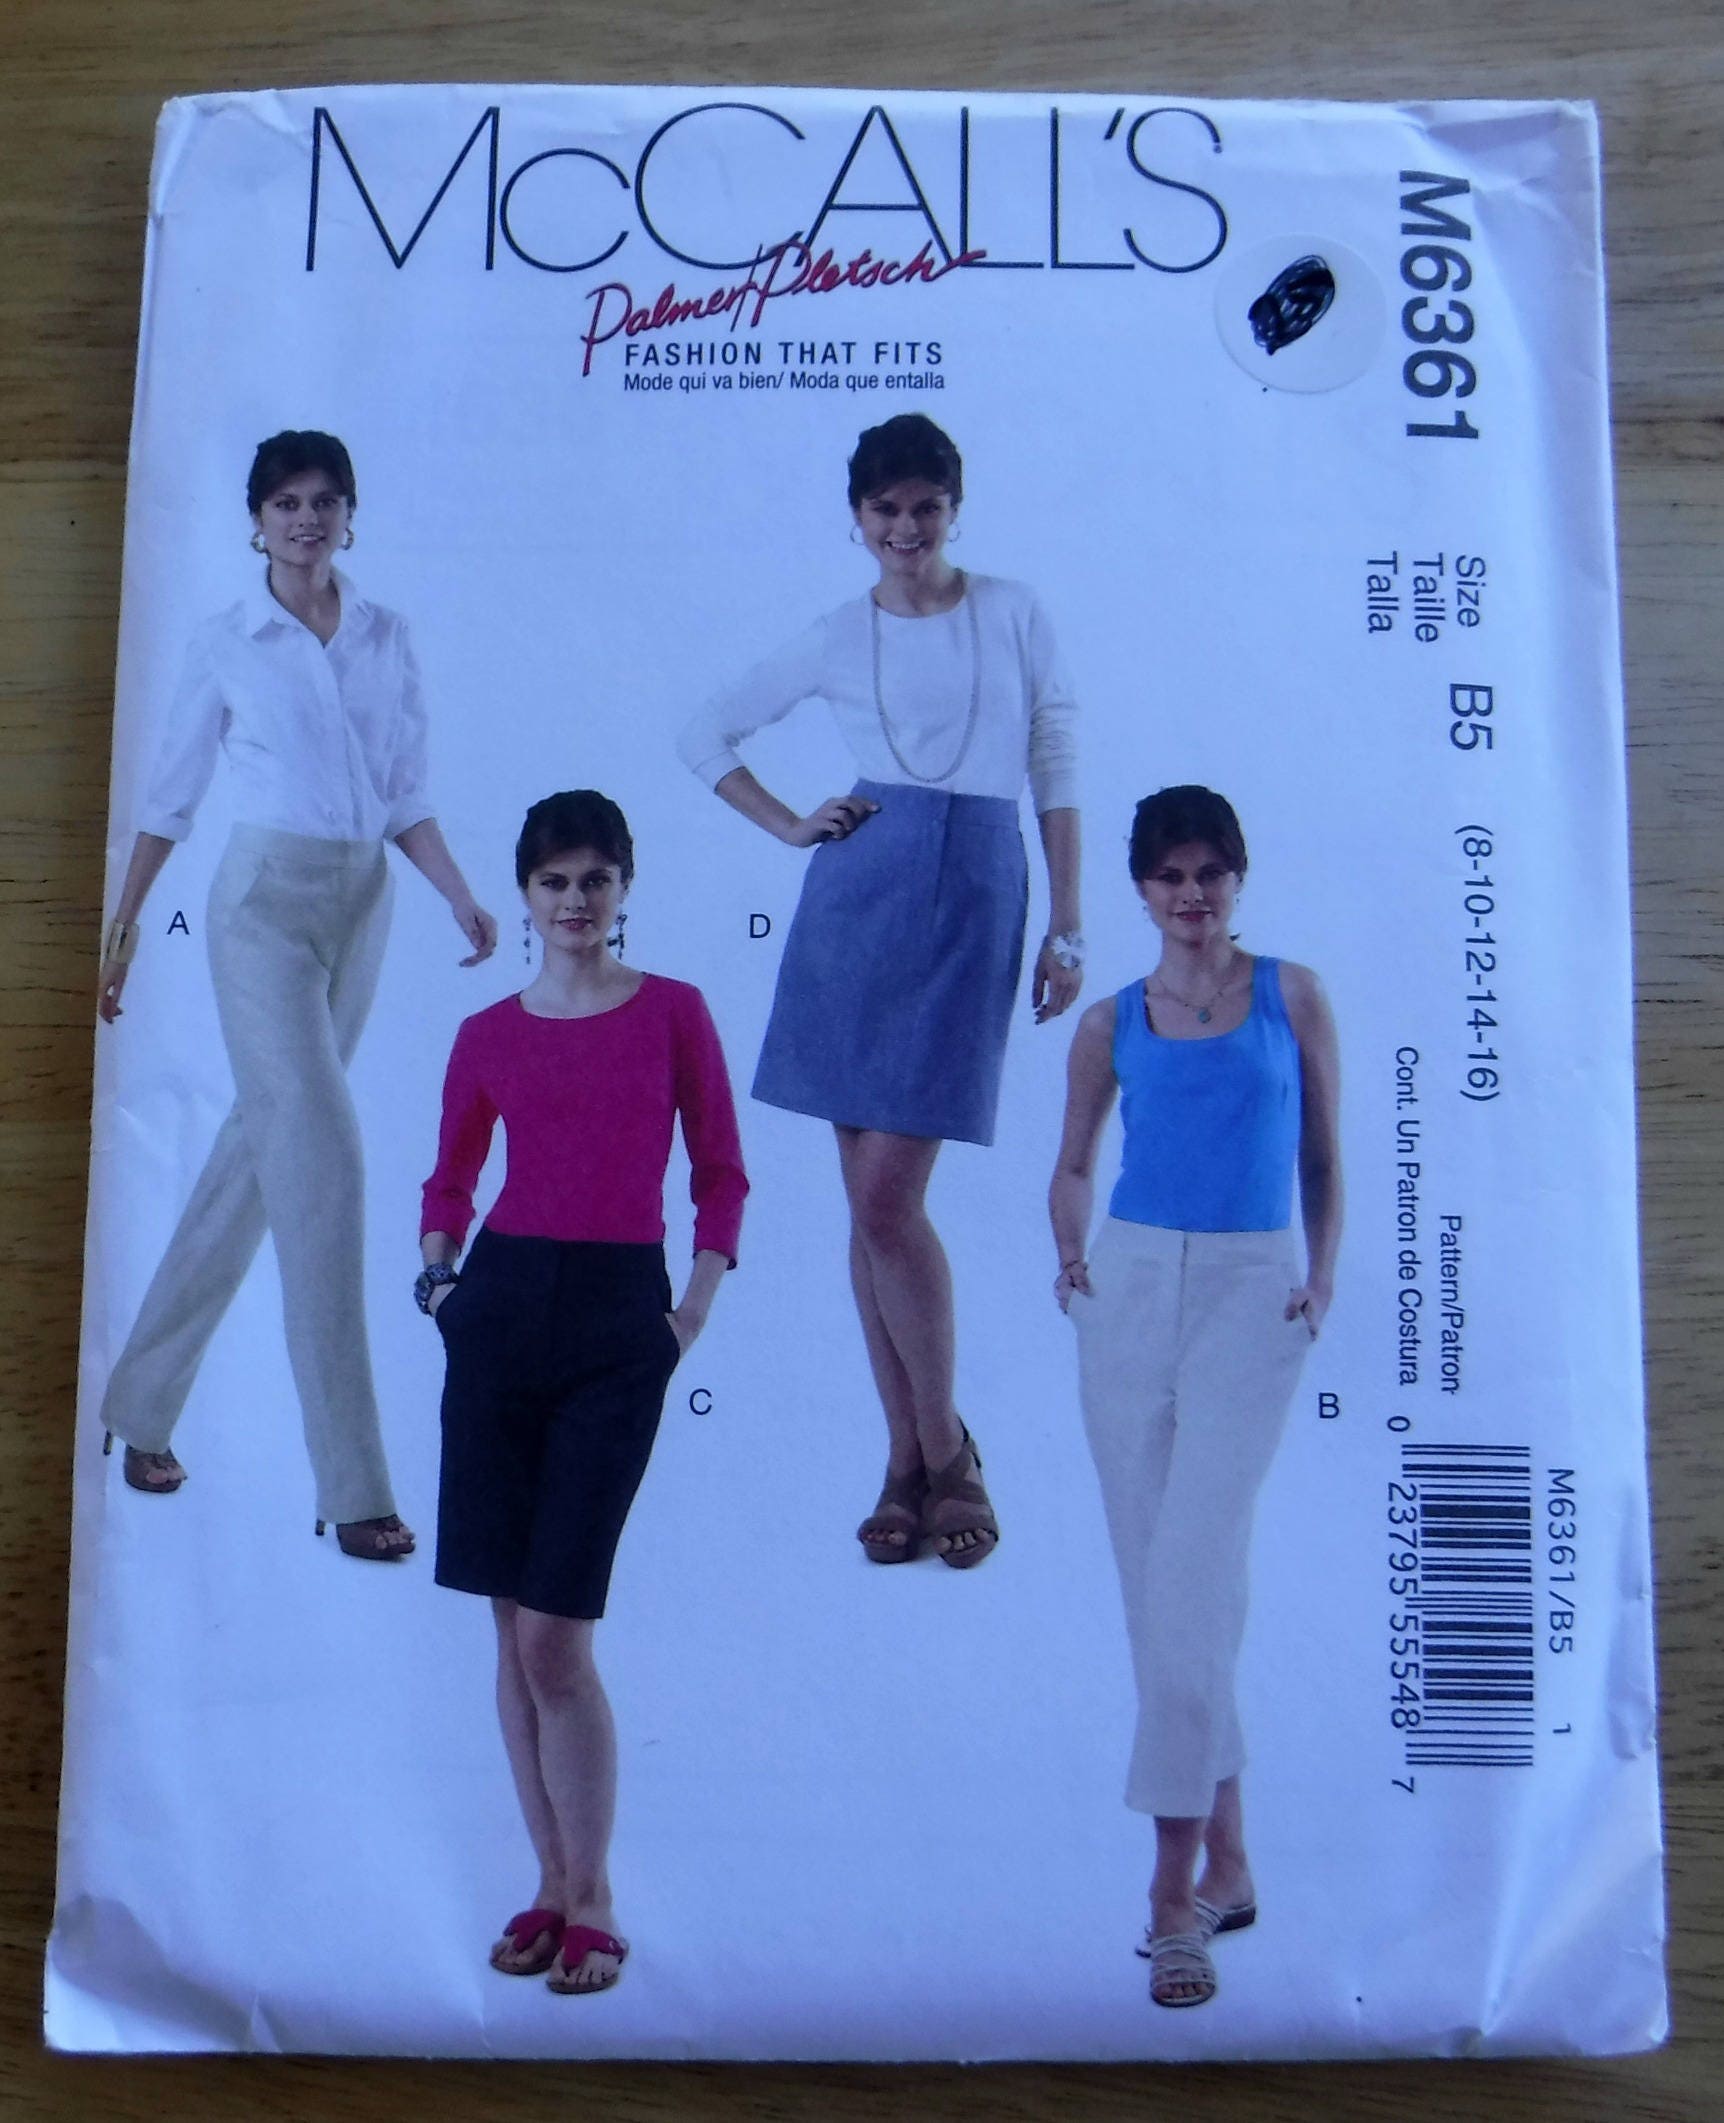 McCALL'S
Palmer/Pletsch
FASHION THAT FITS
Mode qui va bien/ Moda que entalla
M6361
Size B5 (8-10-12-14-16)
Taille
Talla
Pattern/Patron
Cont. Un Patron de Costura
A
D
C
B
M6361/B5 1
0 23795 55548 7